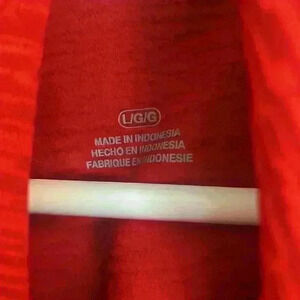 L/G/G
MADE IN INDONESIA
HECHO EN INDONESIA
FABRIQUE EN INDONESIE